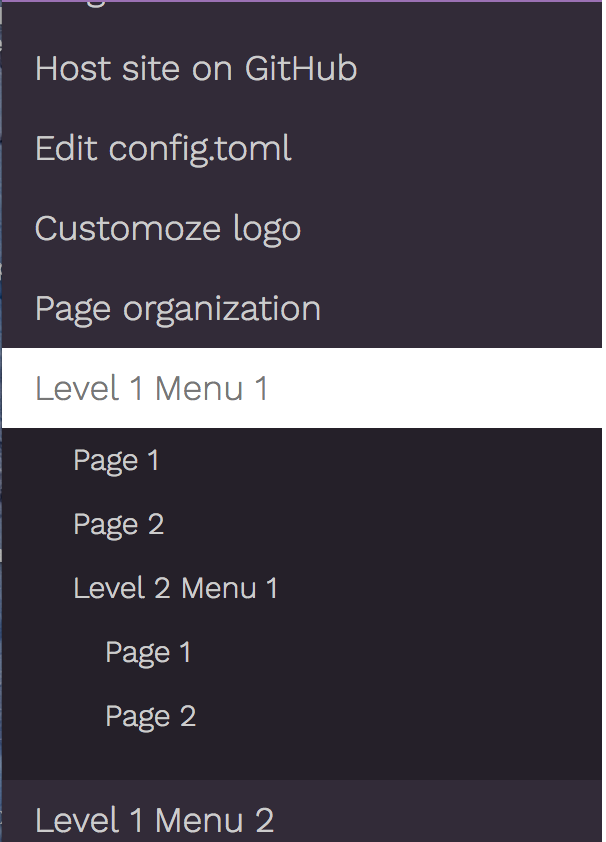 Host site on GitHub
Edit config.toml
Customoze logo
Page organization
Level 1 Menu 1
Page 1
Page 2
Level 2 Menu 1
Page 1
Page 2
Level 1 Menu 2